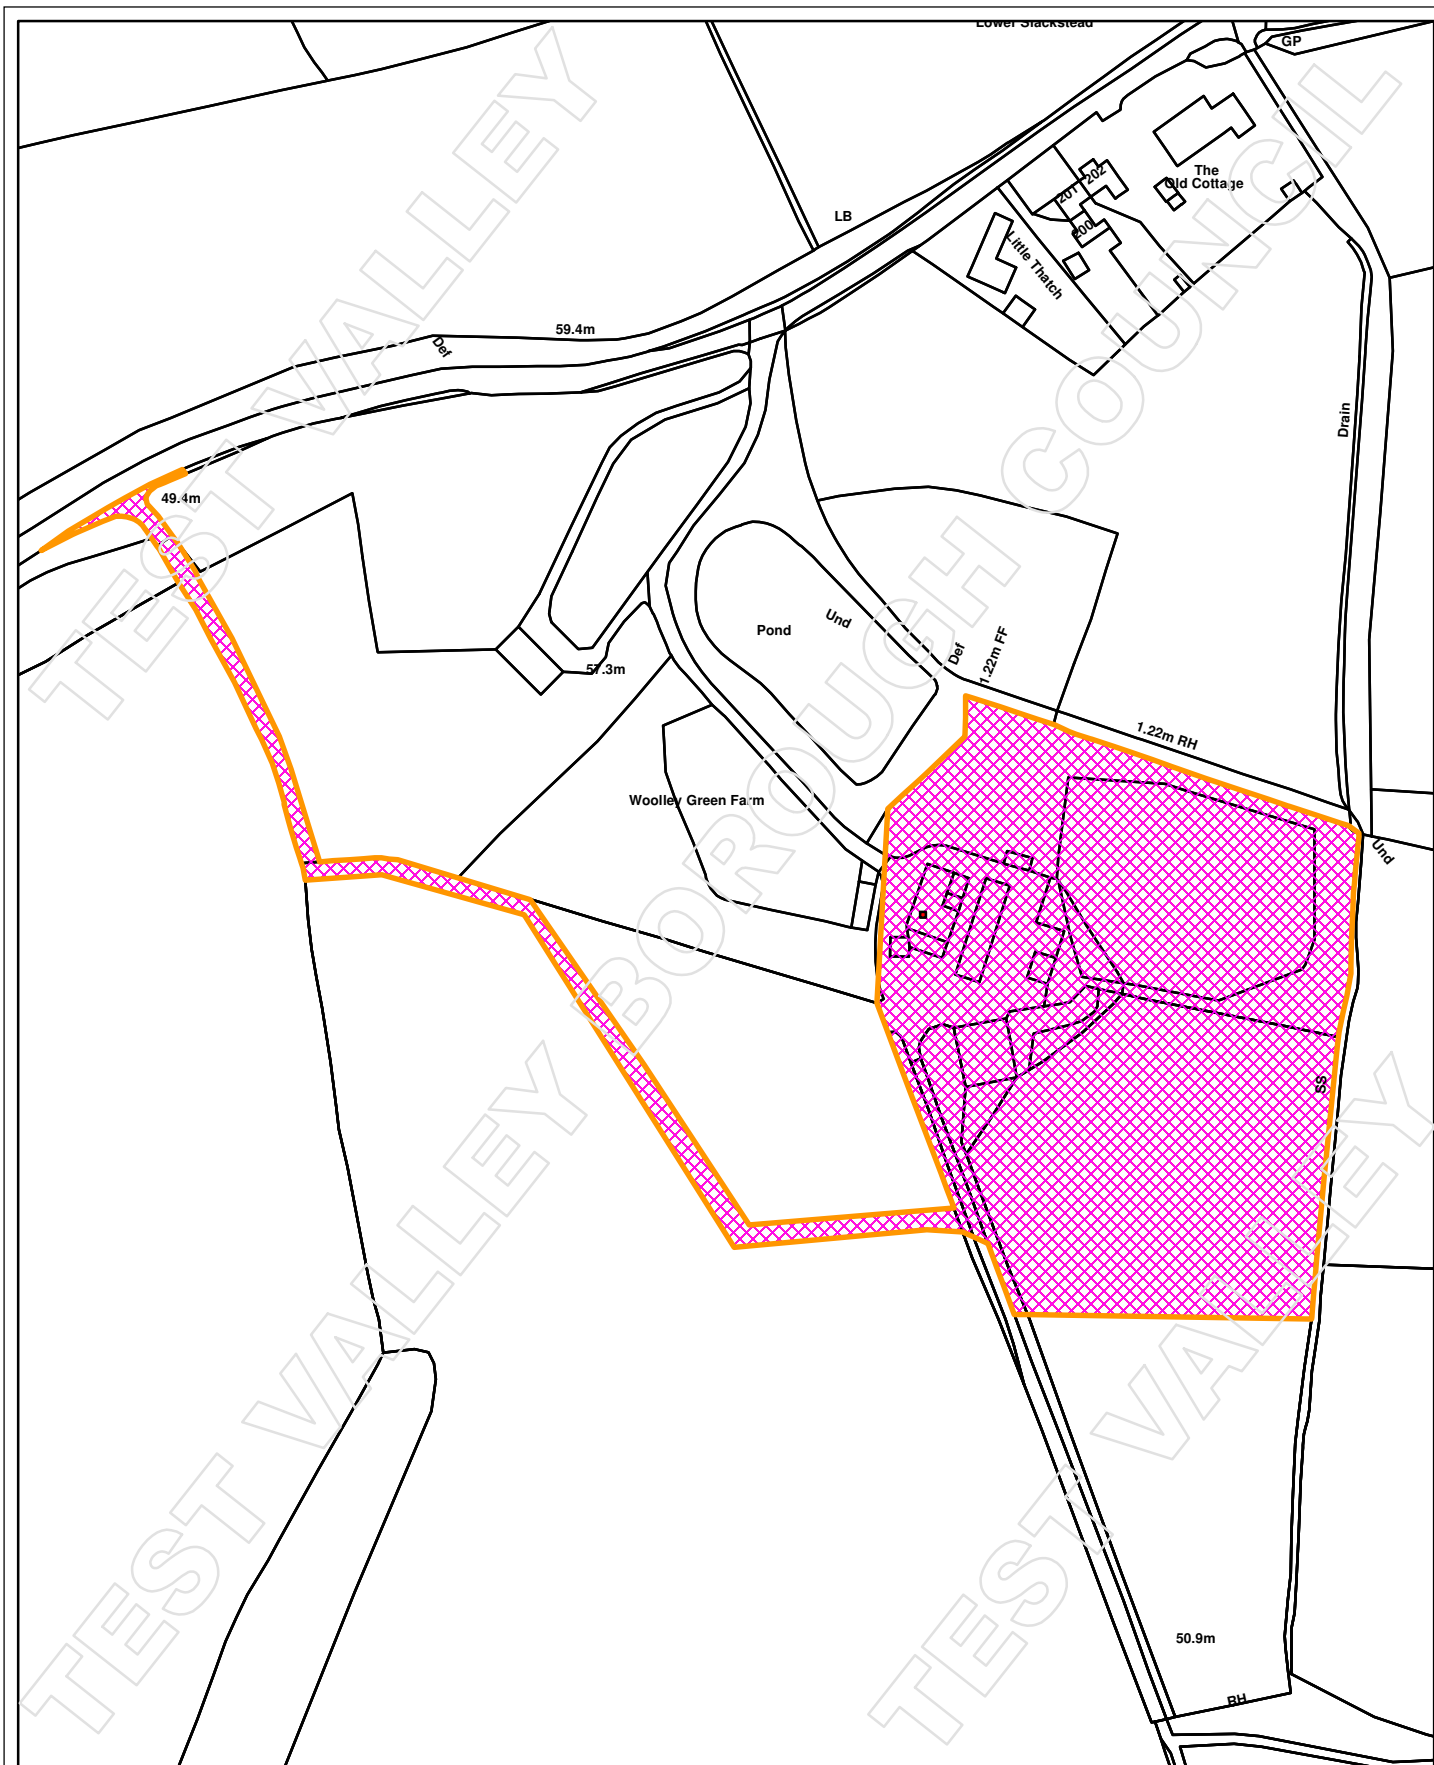 Lower Slackstead
GP
The
Old Cottage
202
201
200
LB
Little Thatch
59.4m
Def
Drain
49.4m
Pond
Und
Def
1.22m FF
57.3m
1.22m RH
Woolley Green Farm
Und
SS
50.9m
RH
TEST VALLEY BOROUGH COUNCIL
TEST VALLEY
TEST VALLEY
TEST VALLEY